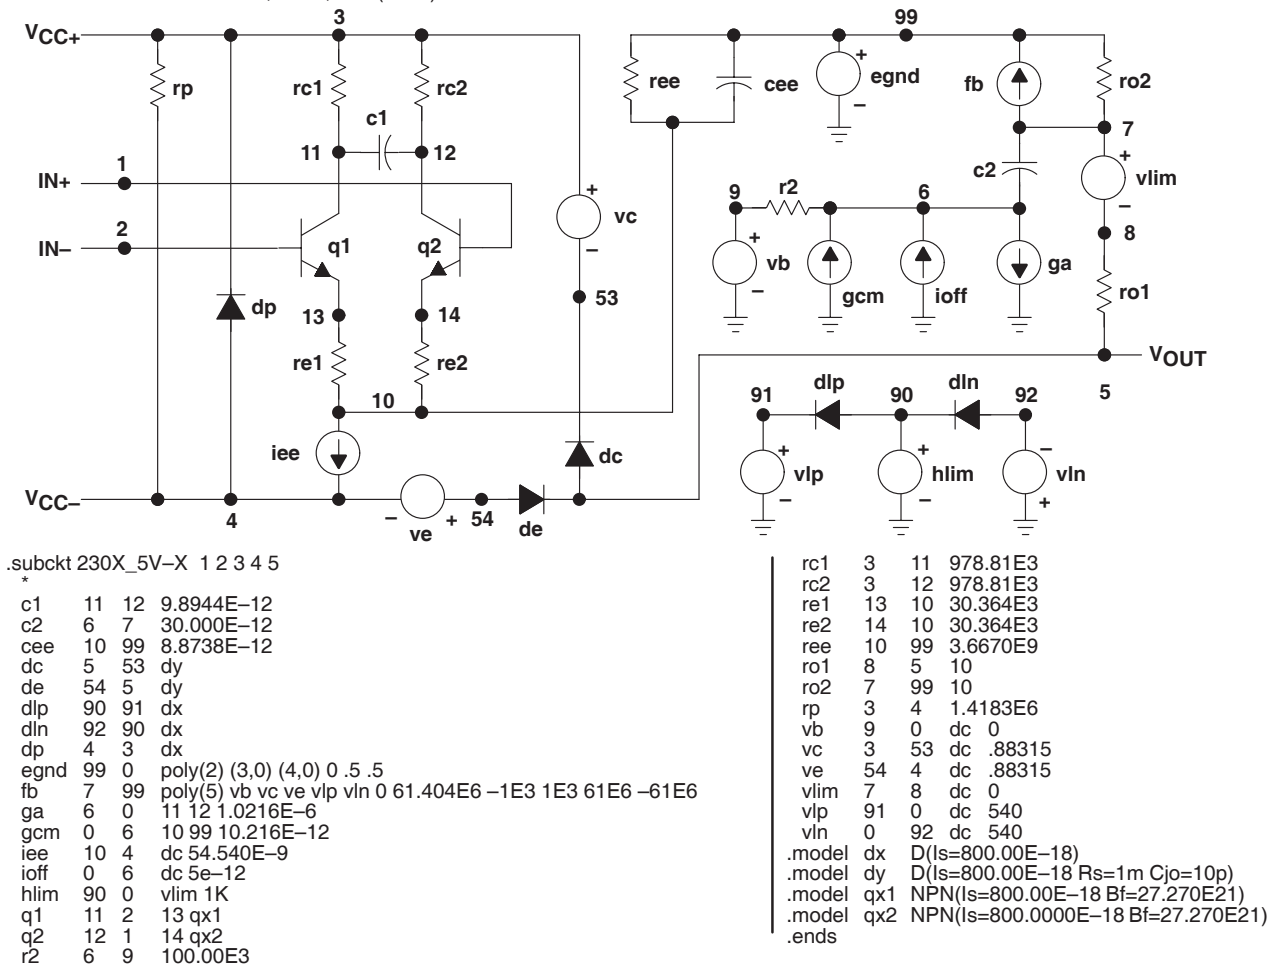 3
99
VCC+
rp
rc1
rc2
ree
cee
egnd
+
–
fb
ro2
c1
11
12
7
1
IN+
c2
+
vlim
–
2
IN–
9
r2
6
+
vc
–
8
q1
q2
+
vb
–
gcm
ioff
ga
ro1
dp
13
14
53
re1
re2
VOUT
5
10
dlp
dln
91
90
92
iee
dc
+
vlp
–
+
hlim
–
–
vln
+
VCC–
4
–
ve
+
54
de
.subckt 230X_5V–X 1 2 3 4 5
*
c1 11 12 9.8944E–12
c2 6 7 30.000E–12
cee 10 99 8.8738E–12
dc 5 53 dy
de 54 5 dy
dlp 90 91 dx
dln 92 90 dx
dp 4 3 dx
egnd 99 0 poly(2) (3,0) (4,0) 0 .5 .5
fb 7 99 poly(5) vb vc ve vlp vln 0 61.404E6 –1E3 1E3 61E6 –61E6
ga 6 0 11 12 1.0216E–6
gcm 0 6 10 99 10.216E–12
iee 10 4 dc 54.540E–9
ioff 0 6 dc 5e–12
hlim 90 0 vlim 1K
q1 11 2 13 qx1
q2 12 1 14 qx2
r2 6 9 100.00E3
rc1 3 11 978.81E3
rc2 3 12 978.81E3
re1 13 10 30.364E3
re2 14 10 30.364E3
ree 10 99 3.6670E9
ro1 8 5 10
ro2 7 99 10
rp 3 4 1.4183E6
vb 9 0 dc 0
vc 3 53 dc .88315
ve 54 4 dc .88315
vlim 7 8 dc 0
vlp 91 0 dc 540
vln 0 92 dc 540
.model dx D(Is=800.00E–18)
.model dy D(Is=800.00E–18 Rs=1m Cjo=10p)
.model qx1 NPN(Is=800.00E–18 Bf=27.270E21)
.model qx2 NPN(Is=800.0000E–18 Bf=27.270E21)
.ends